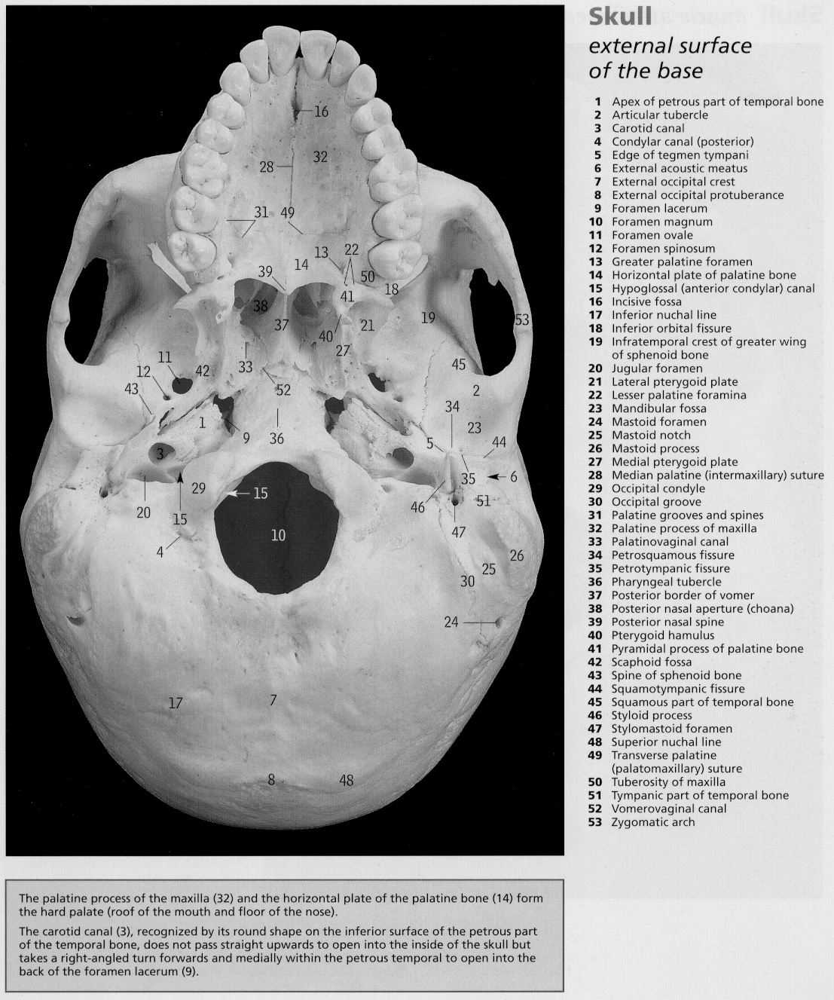 Skull
external surface
of the base
1 Apex of petrous part of temporal bone
2 Articular tubercle
3 Carotid canal
4 Condylar canal (posterior)
5 Edge of tegmen tympani
6 External acoustic meatus
7 External occipital crest
8 External occipital protuberance
9 Foramen lacerum
10 Foramen magnum
11 Foramen ovale
12 Foramen spinosum
13 Greater palatine foramen
14 Horizontal plate of palatine bone
15 Hypoglossal (anterior condylar) canal
16 Incisive fossa
17 Inferior nuchal line
18 Inferior orbital fissure
19 Infratemporal crest of greater wing
of sphenoid bone
20 Jugular foramen
21 Lateral pterygoid plate
22 Lesser palatine foramina
23 Mandibular fossa
24 Mastoid foramen
25 Mastoid notch
26 Mastoid process
27 Medial pterygoid plate
28 Median palatine (intermaxillary) suture
29 Occipital condyle
30 Occipital groove
31 Palatine grooves and spines
32 Palatine process of maxilla
33 Palatinovaginal canal
34 Petrosquamous fissure
35 Petrotympanic fissure
36 Pharyngeal tubercle
37 Posterior border of vomer
38 Posterior nasal aperture (choana)
39 Posterior nasal spine
40 Pterygoid hamulus
41 Pyramidal process of palatine bone
42 Scaphoid fossa
43 Spine of sphenoid bone
44 Squamotympanic fissure
45 Squamous part of temporal bone
46 Styloid process
47 Stylomastoid foramen
48 Superior nuchal line
49 Transverse palatine
(palatomaxillary) suture
50 Tuberosity of maxilla
51 Tympanic part of temporal bone
52 Vomerovaginal canal
53 Zygomatic arch
16
32
28
31 49
13 22
14
39 50
18
41
38
19 53
37 21
40
27
11
45
12 42 33
43 52 2
34
1 23
9 36 5 44
3
35 6
29
15 51
20 15 46
47
10
4
26
25
30
24
17 7
8 48
The palatine process of the maxilla (32) and the horizontal plate of the palatine bone (14) form
the hard palate (roof of the mouth and floor of the nose).
The carotid canal (3), recognized by its round shape on the inferior surface of the petrous part
of the temporal bone, does not pass straight upwards to open into the inside of the skull but
takes a right-angled turn forwards and medially within the petrous temporal to open into the
back of the foramen lacerum (9).